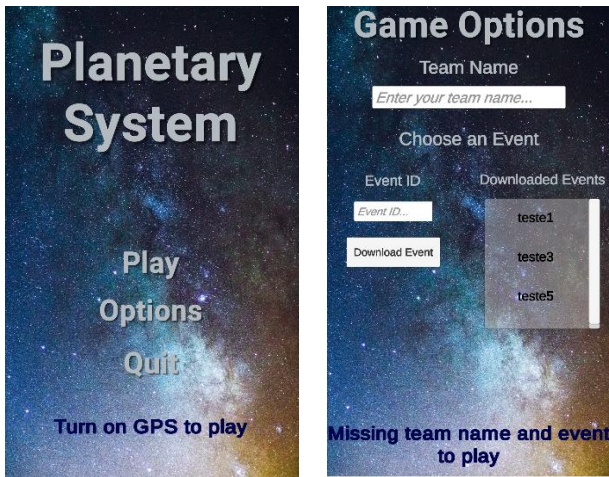 Planetary
System
Play
Options
Quit
Turn on GPS to play
Game Options
Team Name
Enter your team name...
Choose an Event
Event ID
Downloaded Events
Event ID...
Download Event
teste1
teste3
teste5
Missing team name and event
to play